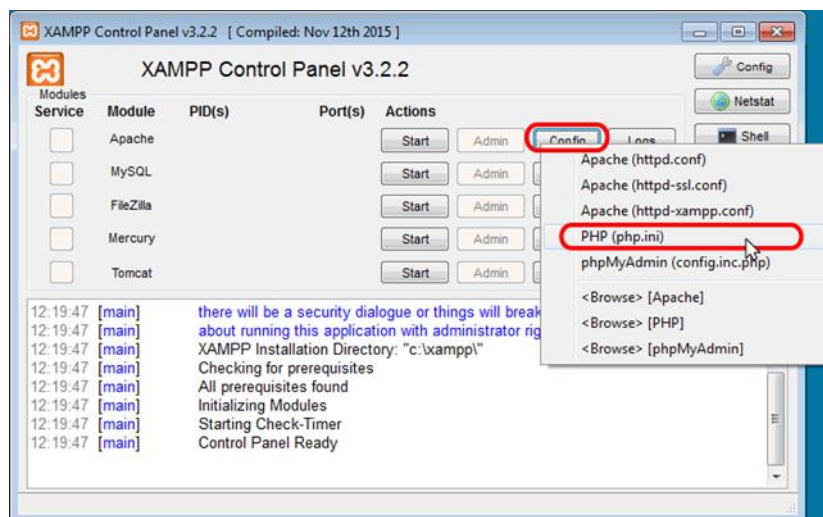 XAMPP Control Panel v3.2.2 [ Compiled: Nov 12th 2015 ]
XAMPP Control Panel v3.2.2
Config
Modules
Service Module PID(s) Port(s) Actions
Netstat
Apache Start Admin Config Logs Shell
MySQL Start Admin
FileZilla Start Admin
Mercury Start Admin
Tomcat Start Admin
Apache (httpd.conf)
Apache (httpd-ssl.conf)
Apache (httpd-xampp.conf)
PHP (php.ini)
phpMyAdmin (config.inc.php)
<Browse> [Apache]
<Browse> [PHP]
<Browse> [phpMyAdmin]
12:19:47 [main] there will be a security dialogue or things will break
12:19:47 [main] about running this application with administrator
12:19:47 [main] XAMPP Installation Directory: "c:\xampp\"
12:19:47 [main] Checking for prerequisites
12:19:47 [main] All prerequisites found
12:19:47 [main] Initializing Modules
12:19:47 [main] Starting Check-Timer
12:19:47 [main] Control Panel Ready